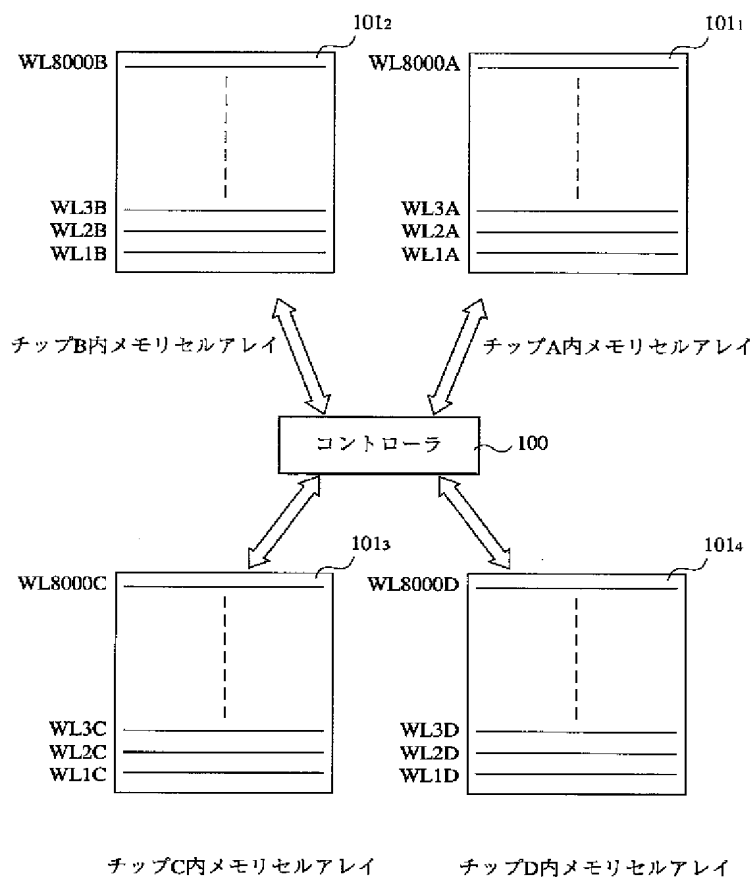 101₂
WL8000B
WL3B
WL2B
WL1B
チップB内メモリセルアレイ
101₁
WL8000A
WL3A
WL2A
WL1A
チップA内メモリセルアレイ
コントローラ
100
101₃
WL8000C
WL3C
WL2C
WL1C
チップC内メモリセルアレイ
101₄
WL8000D
WL3D
WL2D
WL1D
チップD内メモリセルアレイ